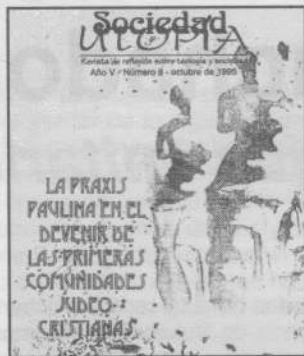 Sociedad
UTOPIA
Revista de reflexión sobre teología y sociedad
Año V - Número 8 - octubre de 1995
LA PRAXIS
PAULINA EN EL
DEVENIR DE
LAS PRIMERAS
COMUNIDADES
JUDEO-
CRISTIANAS